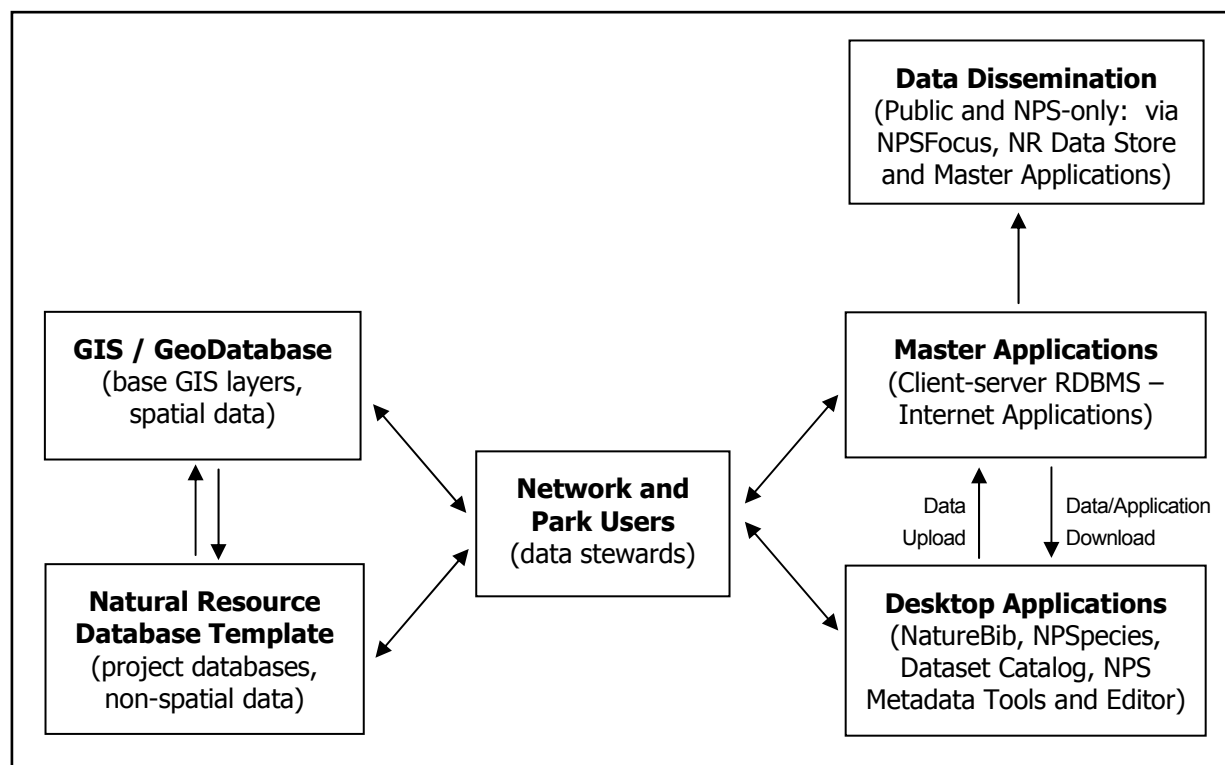 Data Dissemination
(Public and NPS-only:  via
NPSFocus, NR Data Store
and Master Applications)
GIS / GeoDatabase
(base GIS layers,
spatial data)
Master Applications
(Client-server RDBMS –
Internet Applications)
Network and
Park Users
(data stewards)
Data
Upload
Data/Application
Download
Natural Resource
Database Template
(project databases,
non-spatial data)
Desktop Applications
(NatureBib, NPSpecies,
Dataset Catalog, NPS
Metadata Tools and Editor)